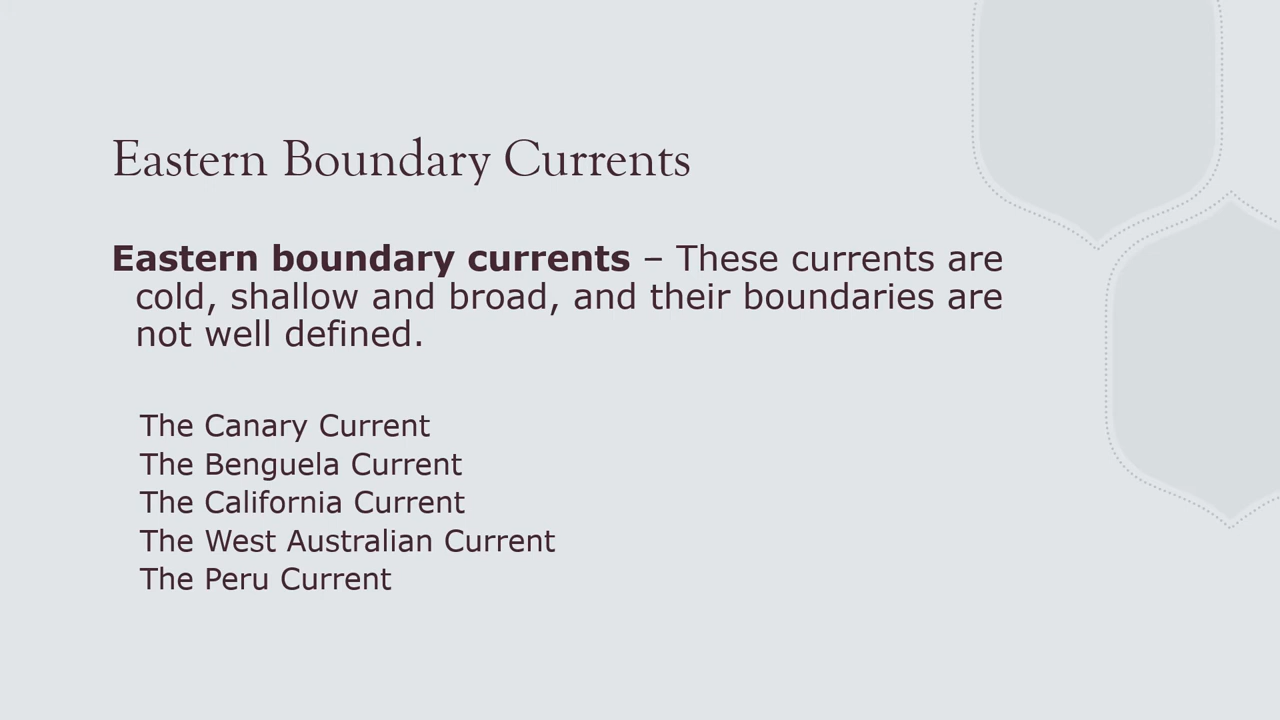 Eastern Boundary Currents
Eastern boundary currents – These currents are
cold, shallow and broad, and their boundaries are
not well defined.
The Canary Current
The Benguela Current
The California Current
The West Australian Current
The Peru Current